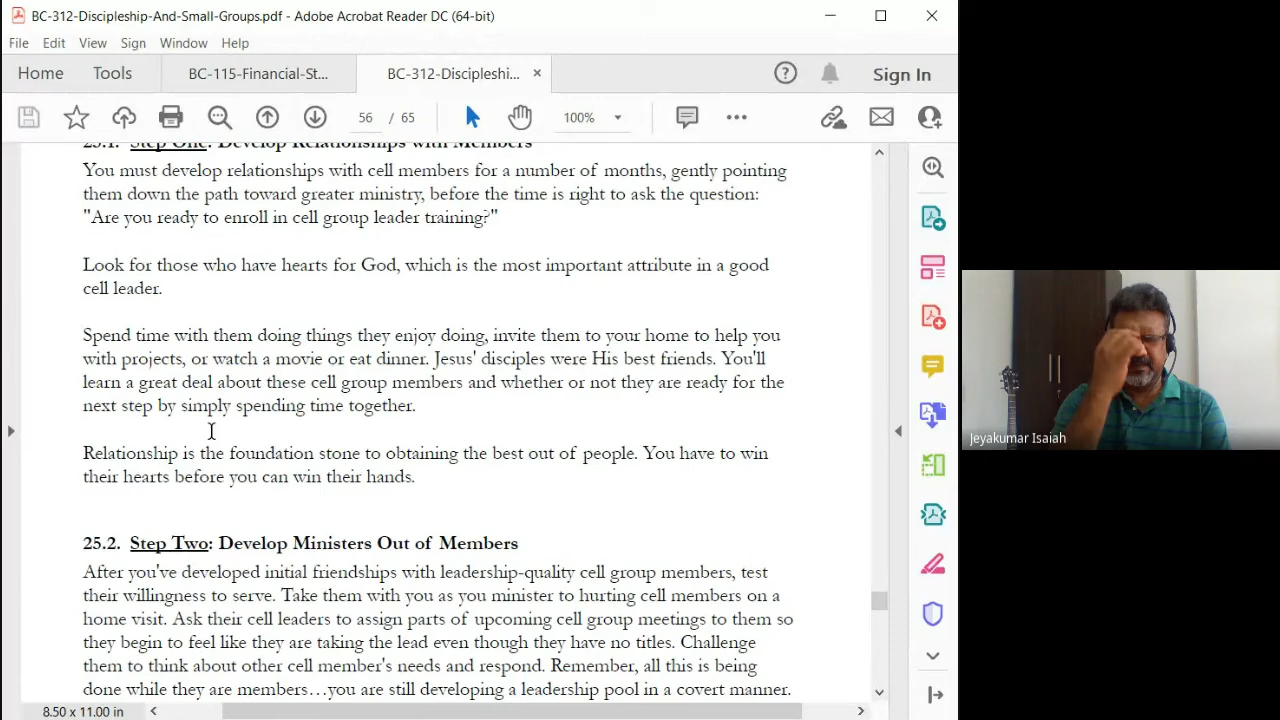 BC-312-Discipleship-And-Small-Groups.pdf - Adobe Acrobat Reader DC (64-bit)
File Edit View Sign Window Help
Home Tools BC-115-Financial-St... BC-312-Discipleshi... × Sign In
56 / 65 100%
25.1. Step One: Develop Relationships with Members
You must develop relationships with cell members for a number of months, gently pointing
them down the path toward greater ministry, before the time is right to ask the question:
"Are you ready to enroll in cell group leader training?"
Look for those who have hearts for God, which is the most important attribute in a good
cell leader.
Spend time with them doing things they enjoy doing, invite them to your home to help you
with projects, or watch a movie or eat dinner. Jesus' disciples were His best friends. You'll
learn a great deal about these cell group members and whether or not they are ready for the
next step by simply spending time together.
Relationship is the foundation stone to obtaining the best out of people. You have to win
their hearts before you can win their hands.
25.2. Step Two: Develop Ministers Out of Members
After you've developed initial friendships with leadership-quality cell group members, test
their willingness to serve. Take them with you as you minister to hurting cell members on a
home visit. Ask their cell leaders to assign parts of upcoming cell group meetings to them so
they begin to feel like they are taking the lead even though they have no titles. Challenge
them to think about other cell member's needs and respond. Remember, all this is being
done while they are members…you are still developing a leadership pool in a covert manner.
8.50 x 11.00 in
Jeyakumar Isaiah